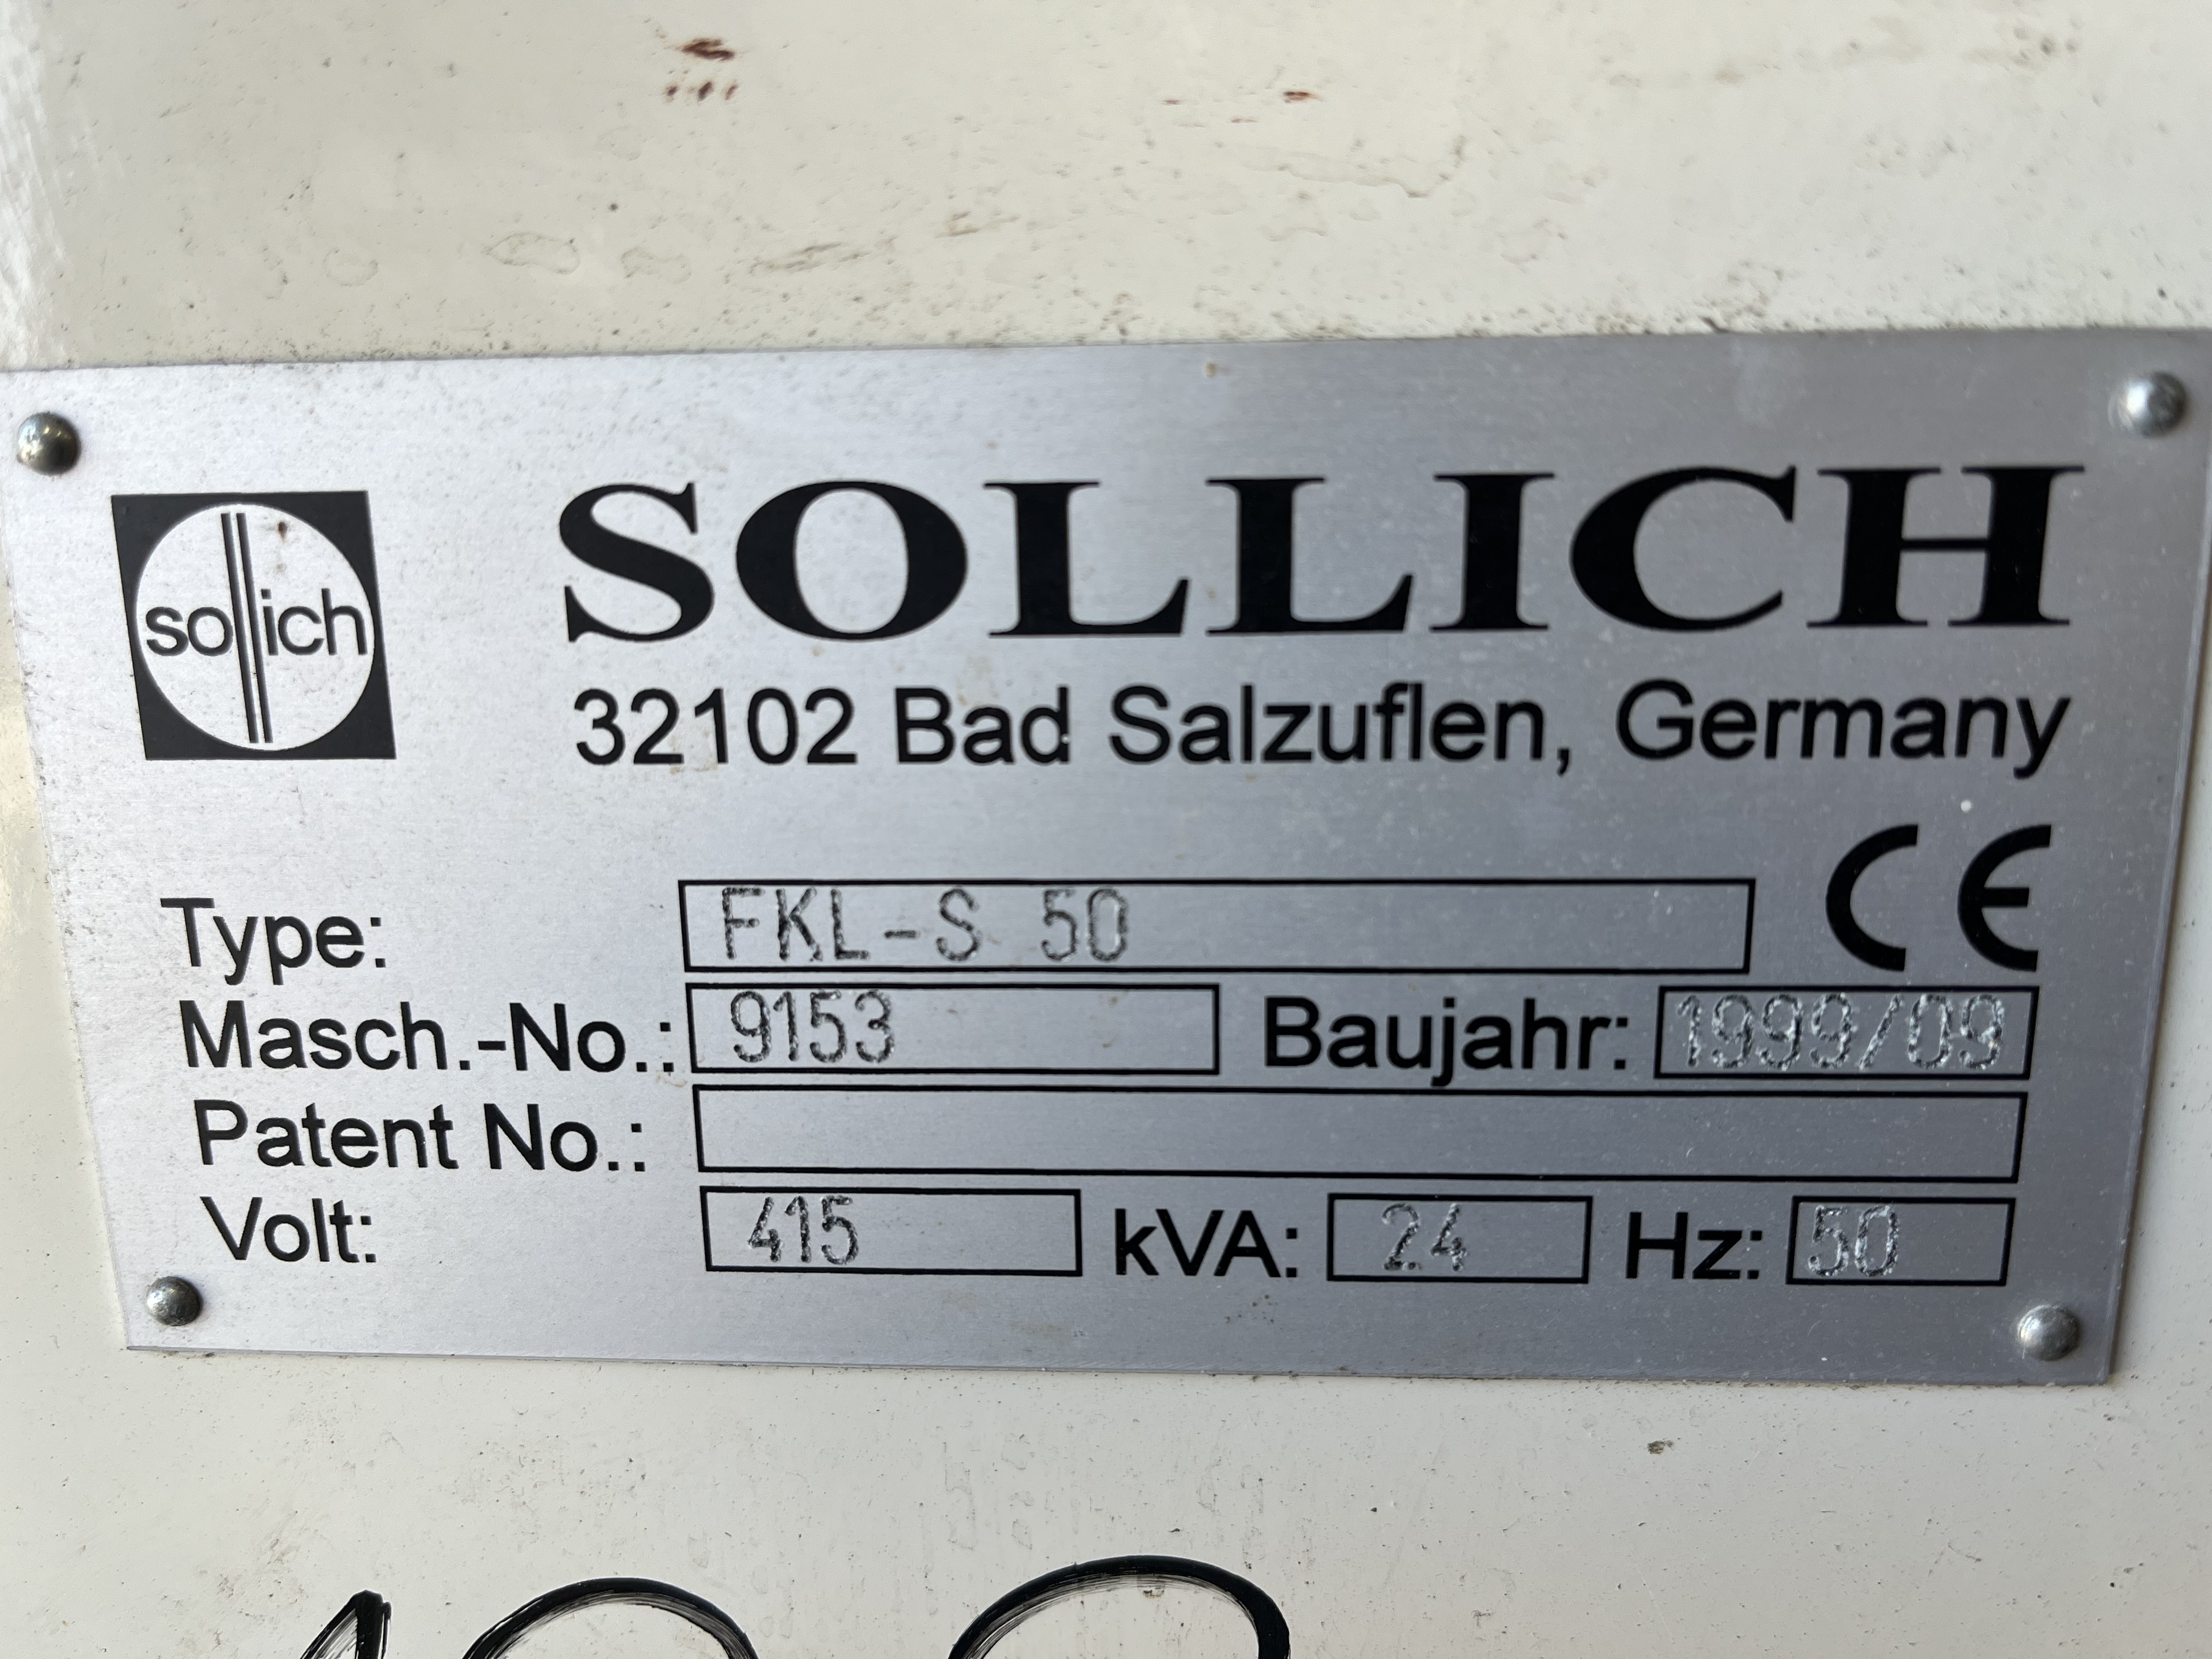 sollich
SOLLICH
32102 Bad Salzuflen, Germany
CE
Type: FKL-S 50
Masch.-No.: 9153 Baujahr: 1999/09
Patent No.:
Volt: 415 kVA: 24 Hz: 50